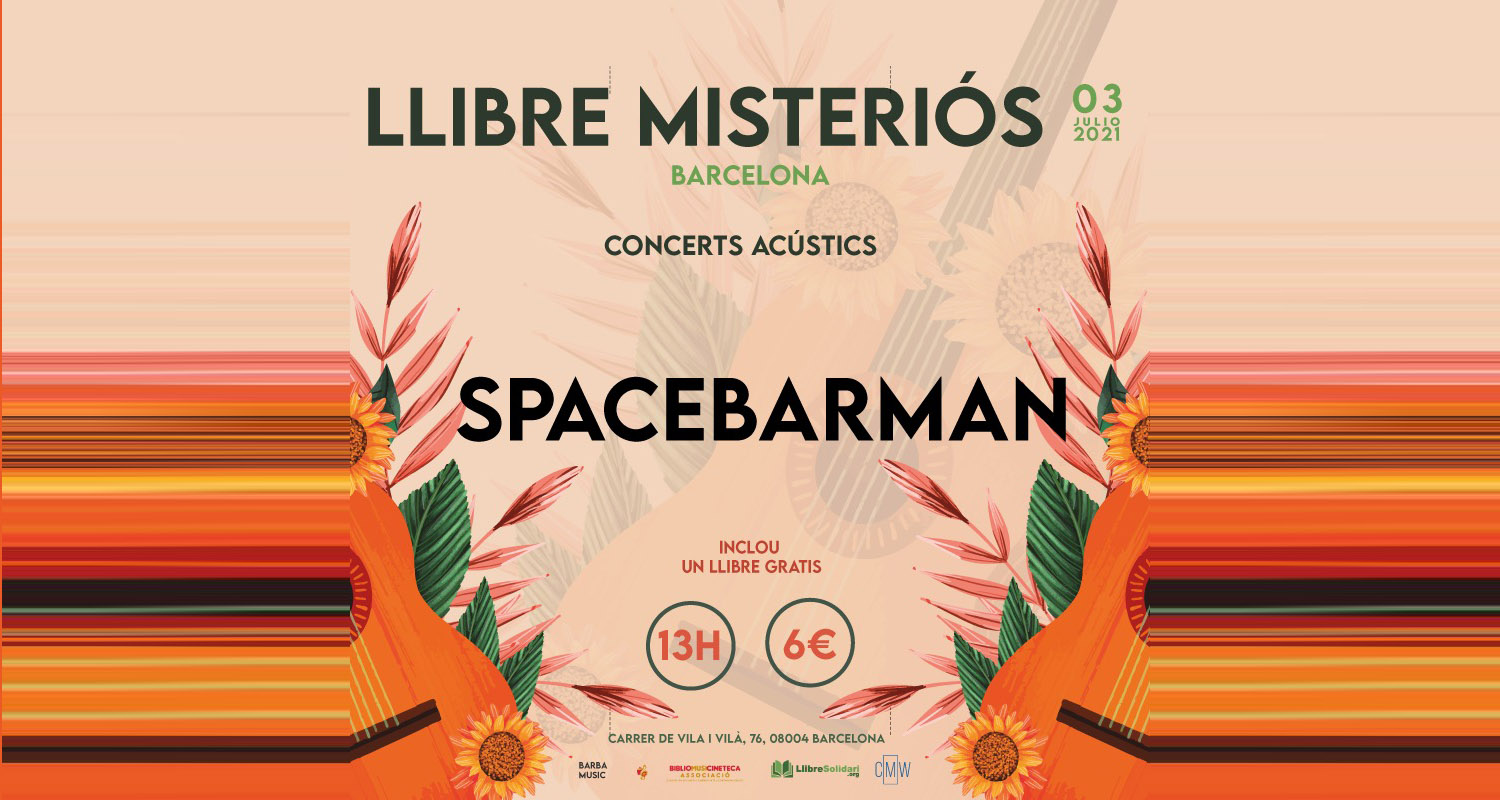 LLIBRE MISTERIÓS
03
JULIO
2021
BARCELONA
CONCERTS ACÚSTICS
SPACEBARMAN
INCLOU
UN LLIBRE GRATIS
13H
6€
CARRER DE VILA I VILÀ, 76, 08004 BARCELONA
BARBA
MUSIC
BIBLIOMUSICINETECA
ASSOCIACIÓ
LlibreSolidari
.org
CMW